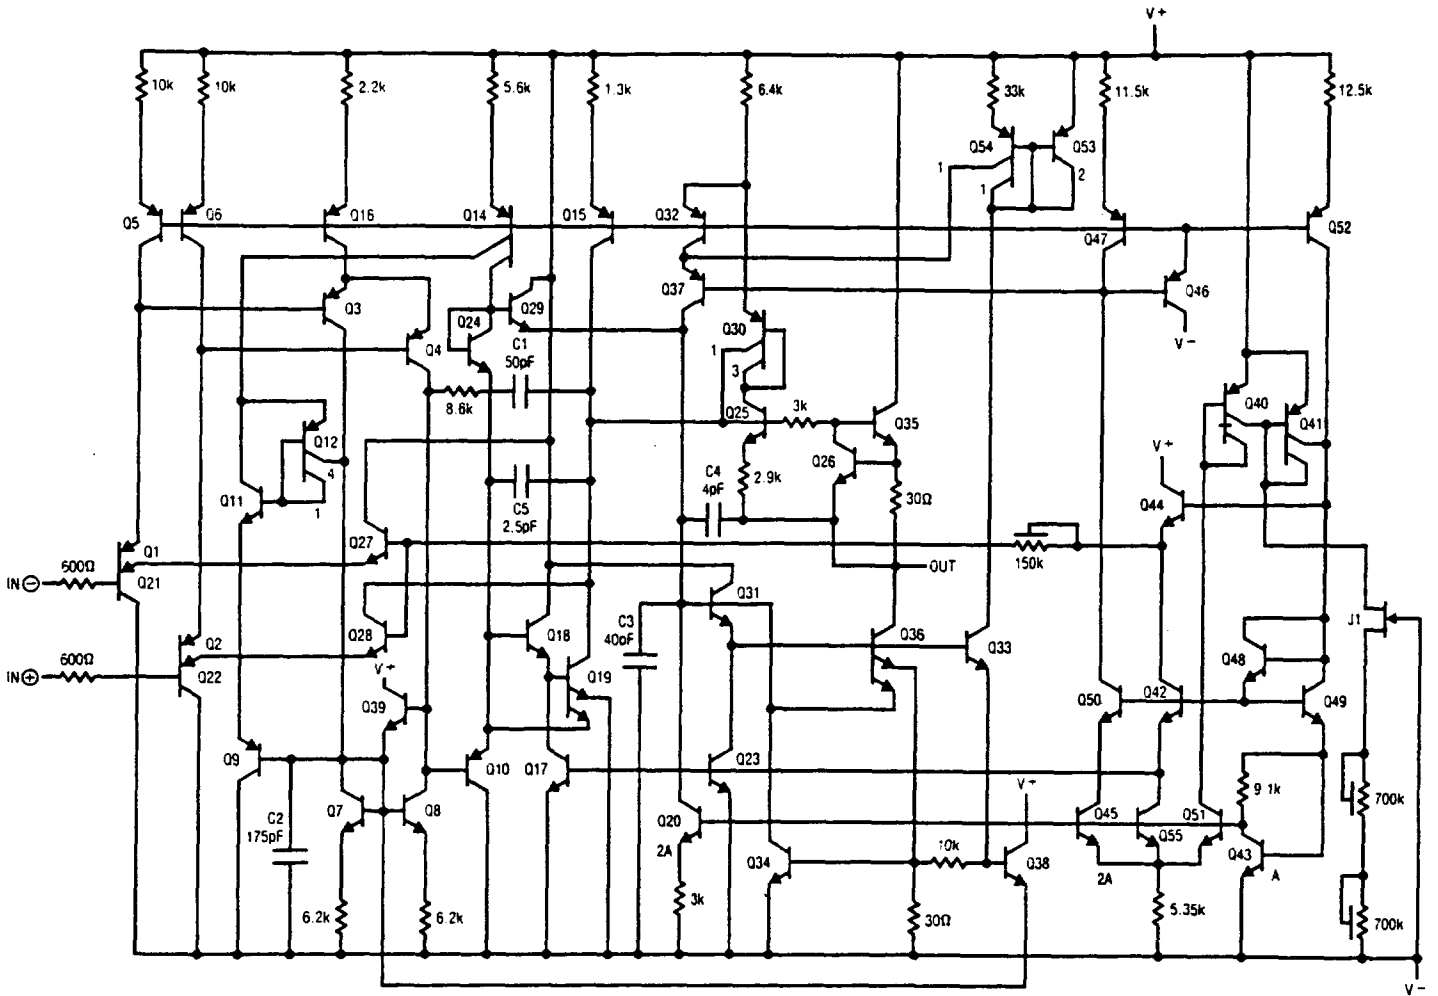 V+
10k
10k
2.2k
5.6k
1.3k
6.4k
33k
11.5k
12.5k
Q54
Q53
1
1
2
Q5
Q6
Q16
Q14
Q15
Q32
Q47
Q52
Q3
Q29
Q37
Q46
Q24
Q30
V-
Q4
C1
50pF
1
3
8.6k
Q40
Q41
Q25
3k
Q35
Q12
4
Q26
V+
C4
4pF
2.9k
Q11
1
C5
2.5pF
30Ω
Q44
Q27
150k
600Ω
Q1
IN⊖
Q21
OUT
Q31
C3
40pF
J1
Q28
Q18
Q36
Q33
Q2
600Ω
IN⊕
Q22
V+
Q19
Q48
Q39
Q50
Q42
Q49
Q9
Q10
Q17
Q23
V+
9.1k
700k
C2
175pF
Q7
Q8
Q20
2A
Q45
Q55
Q51
Q43
A
Q34
10k
Q38
2A
3k
6.2k
6.2k
30Ω
5.35k
700k
V-